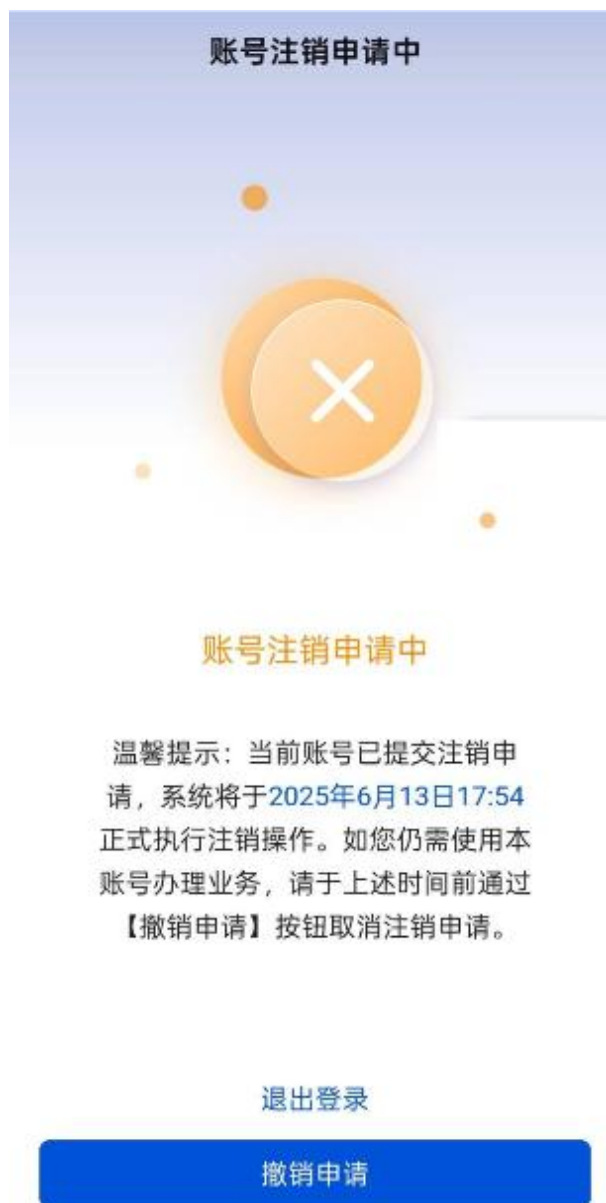 账号注销申请中
账号注销申请中
温馨提示：当前账号已提交注销申
请，系统将于2025年6月13日17:54
正式执行注销操作。如您仍需使用本
账号办理业务，请于上述时间前通过
【撤销申请】按钮取消注销申请。
退出登录
撤销申请